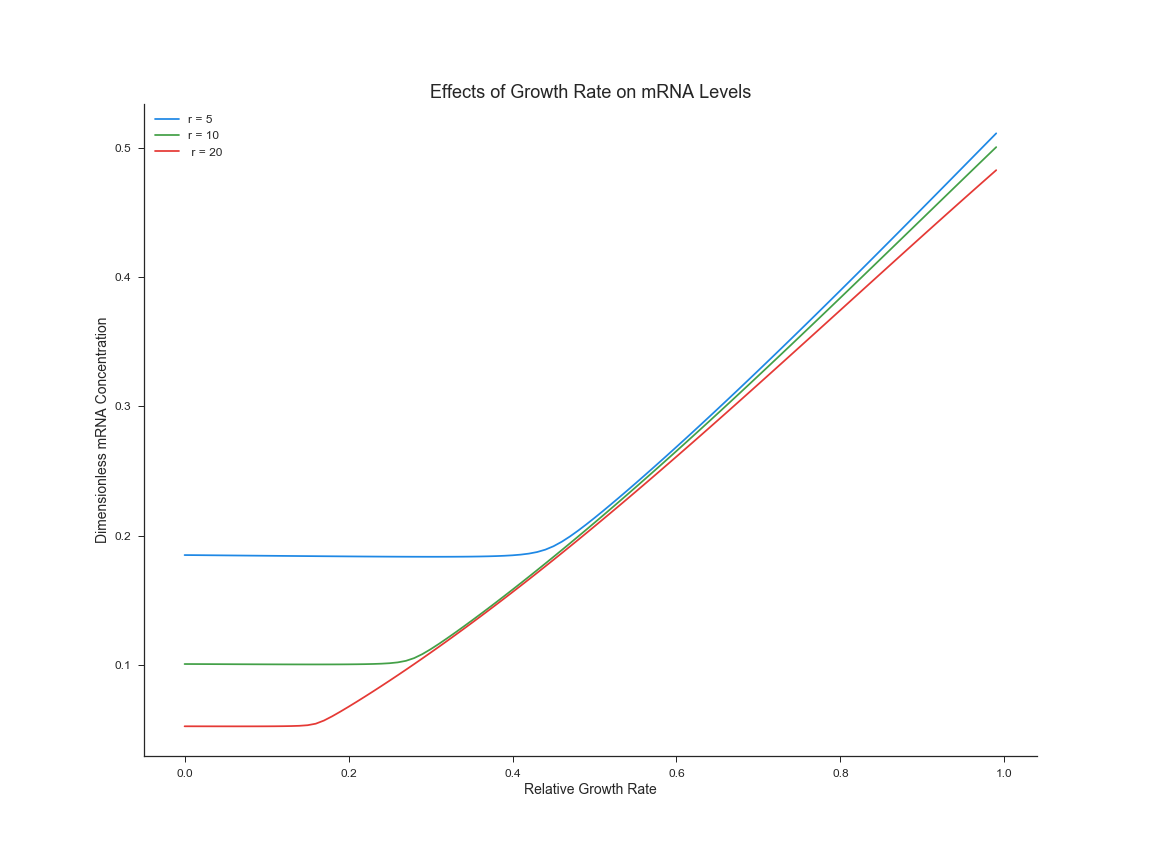 Effects of Growth Rate on mRNA Levels
r = 5
r = 10
r = 20
0.5
0.4
0.3
0.2
0.1
Dimensionless mRNA Concentration
0.0 0.2 0.4 0.6 0.8 1.0
Relative Growth Rate